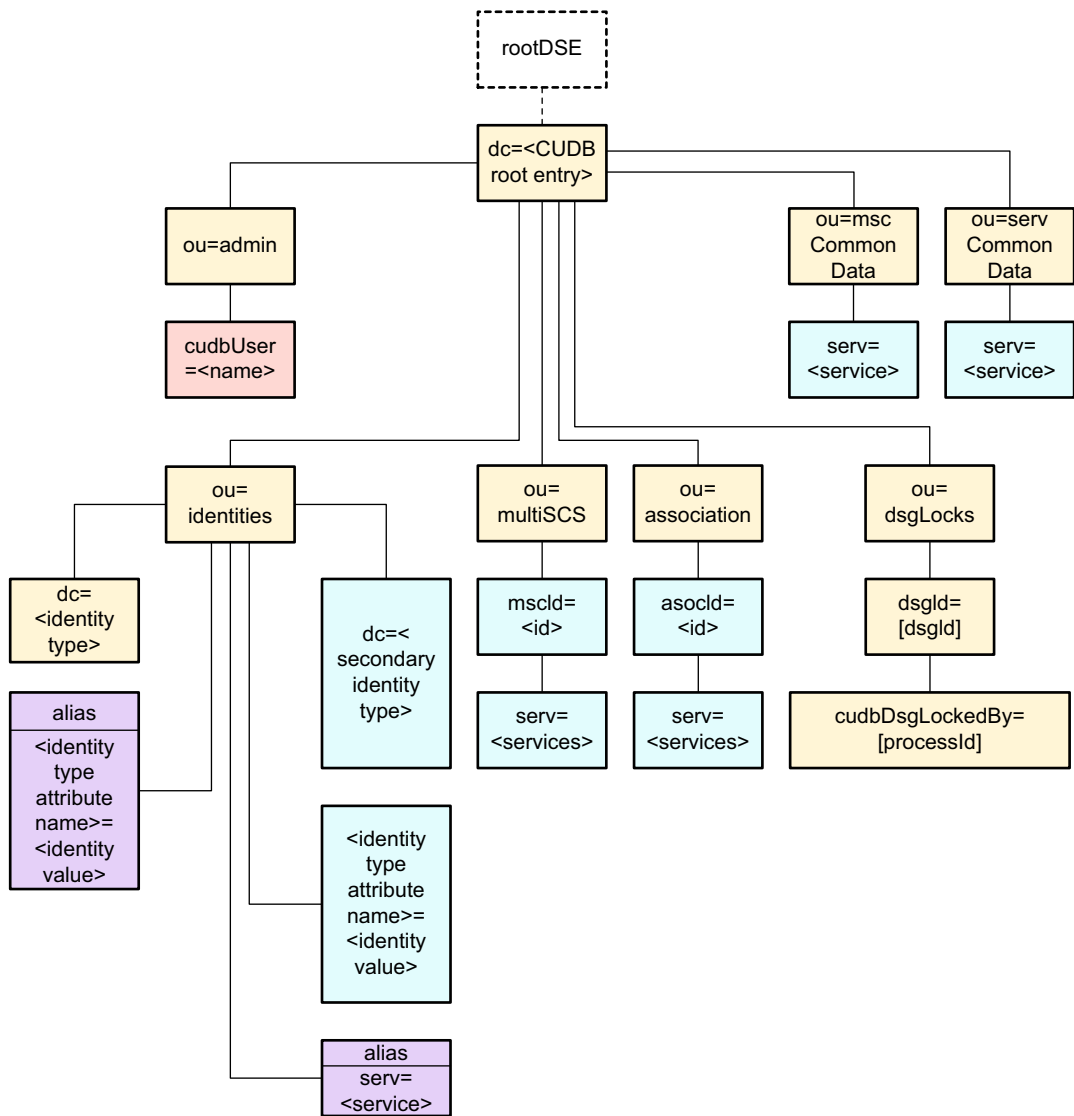 rootDSE
dc=<CUDB
root entry>
ou=admin
ou=msc
Common
Data
ou=serv
Common
Data
cudbUser
=<name>
serv=
<service>
serv=
<service>
ou=
identities
ou=
multiSCS
ou=
association
ou=
dsgLocks
dc=
<identity
type>
dc=<
secondary
identity
type>
mscId=
<id>
asocId=
<id>
dsgId=
[dsgId]
alias
<identity
type
attribute
name>=
<identity
value>
serv=
<services>
serv=
<services>
cudbDsgLockedBy=
[processId]
<identity
type
attribute
name>=
<identity
value>
alias
serv=
<service>